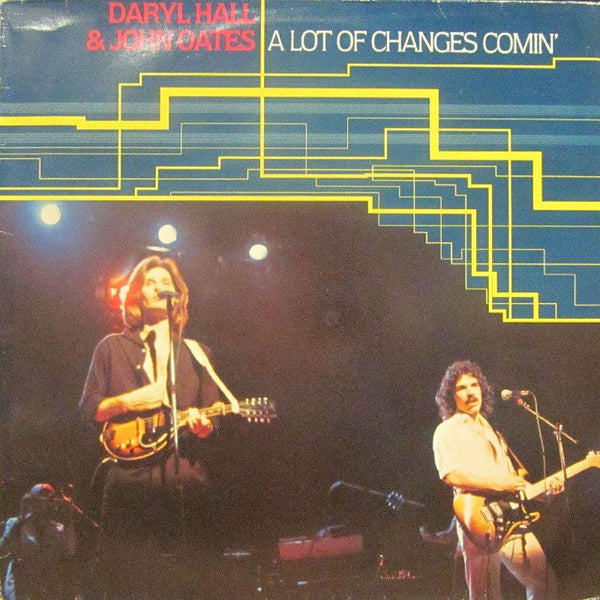 DARYL HALL
& JOHN OATES
A LOT OF CHANGES COMIN'